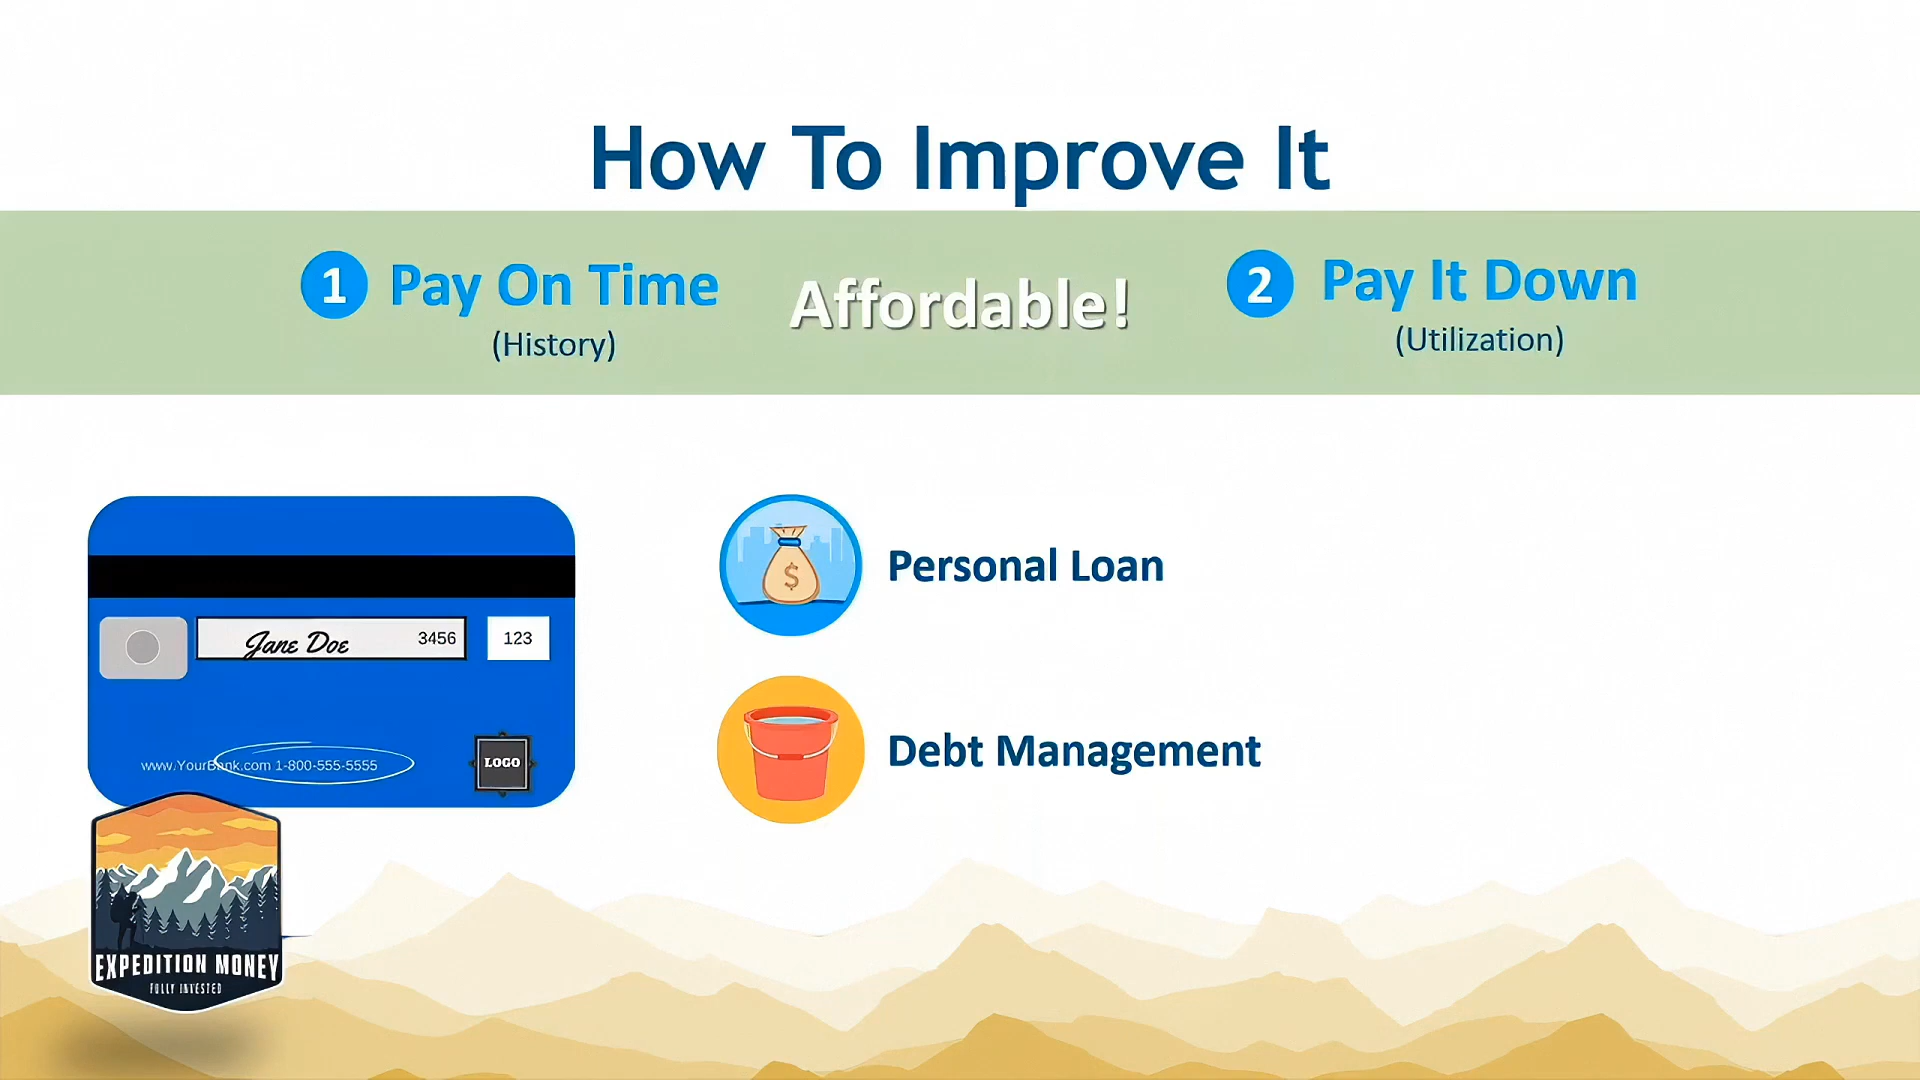 How To Improve It
1 Pay On Time
(History)
Affordable!
2 Pay It Down
(Utilization)
Jane Doe 3456 123
www.YourBank.com 1-800-555-5555
LOGO
$
Personal Loan
Debt Management
EXPEDITION MONEY
FULLY INVESTED